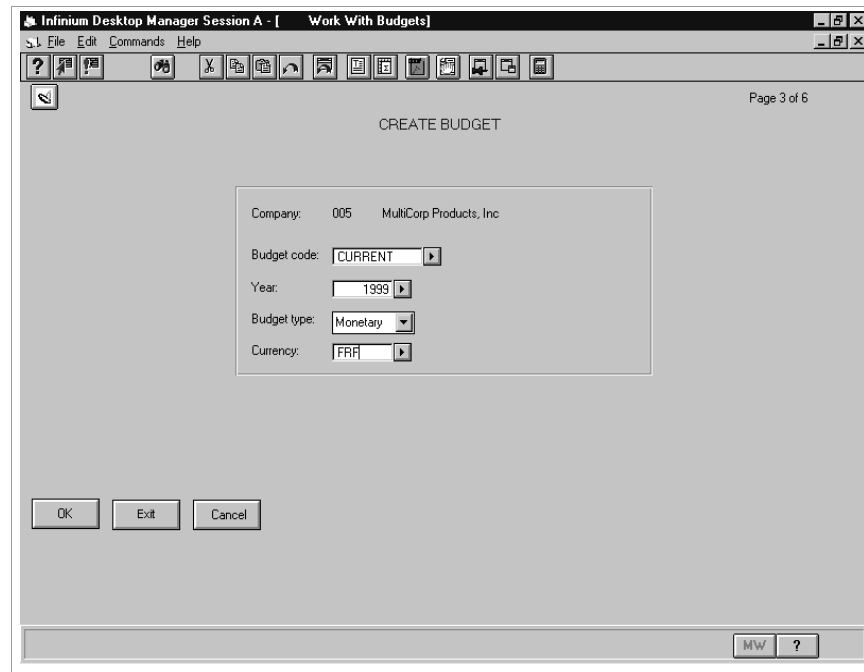 Infinium Desktop Manager Session A - [ Work With Budgets]
File Edit Commands Help
Page 3 of 6
CREATE BUDGET
Company: 005 MultiCorp Products, Inc
Budget code: CURRENT
Year: 1999
Budget type: Monetary
Currency: FRF
OK Exit Cancel
MW ?